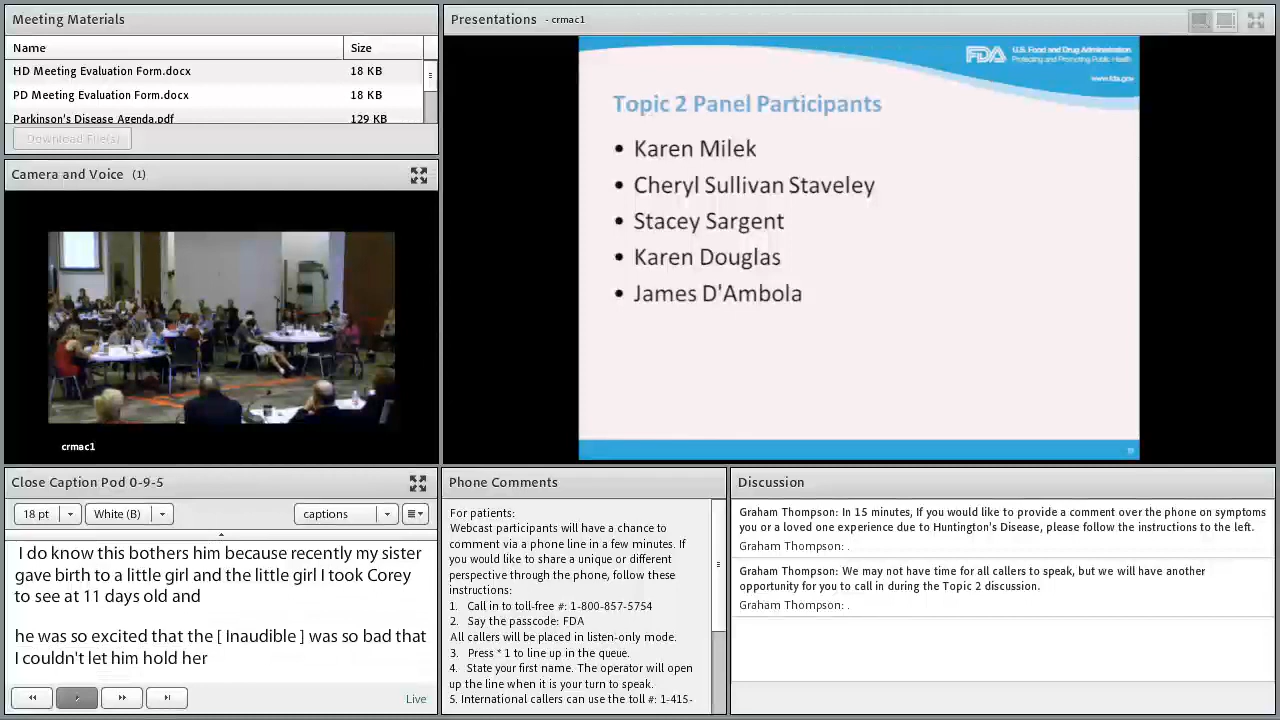 Meeting Materials
Name Size
HD Meeting Evaluation Form.docx 18 KB
PD Meeting Evaluation Form.docx 18 KB
Parkinson's Disease Agenda.pdf 129 KB
Download File(s)
Camera and Voice (1)
crmac1
Close Caption Pod 0-9-5
18 pt White (B) captions
I do know this bothers him because recently my sister
gave birth to a little girl and the little girl I took Corey
to see at 11 days old and
he was so excited that the [ Inaudible ] was so bad that
I couldn't let him hold her
Live
Presentations - crmac1
FDA U.S. Food and Drug Administration
Protecting and Promoting Public Health
www.fda.gov
Topic 2 Panel Participants
• Karen Milek
• Cheryl Sullivan Staveley
• Stacey Sargent
• Karen Douglas
• James D'Ambola
Phone Comments
For patients:
Webcast participants will have a chance to
comment via a phone line in a few minutes. If
you would like to share a unique or different
perspective through the phone, follow these
instructions:
1. Call in to toll-free #: 1-800-857-5754
2. Say the passcode: FDA
All callers will be placed in listen-only mode.
3. Press * 1 to line up in the queue.
4. State your first name. The operator will open
up the line when it is your turn to speak.
5. International callers can use the toll #: 1-415-
Discussion
Graham Thompson: In 15 minutes, If you would like to provide a comment over the phone on symptoms
you or a loved one experience due to Huntington's Disease, please follow the instructions to the left.
Graham Thompson: .
Graham Thompson: We may not have time for all callers to speak, but we will have another
opportunity for you to call in during the Topic 2 discussion.
Graham Thompson: .